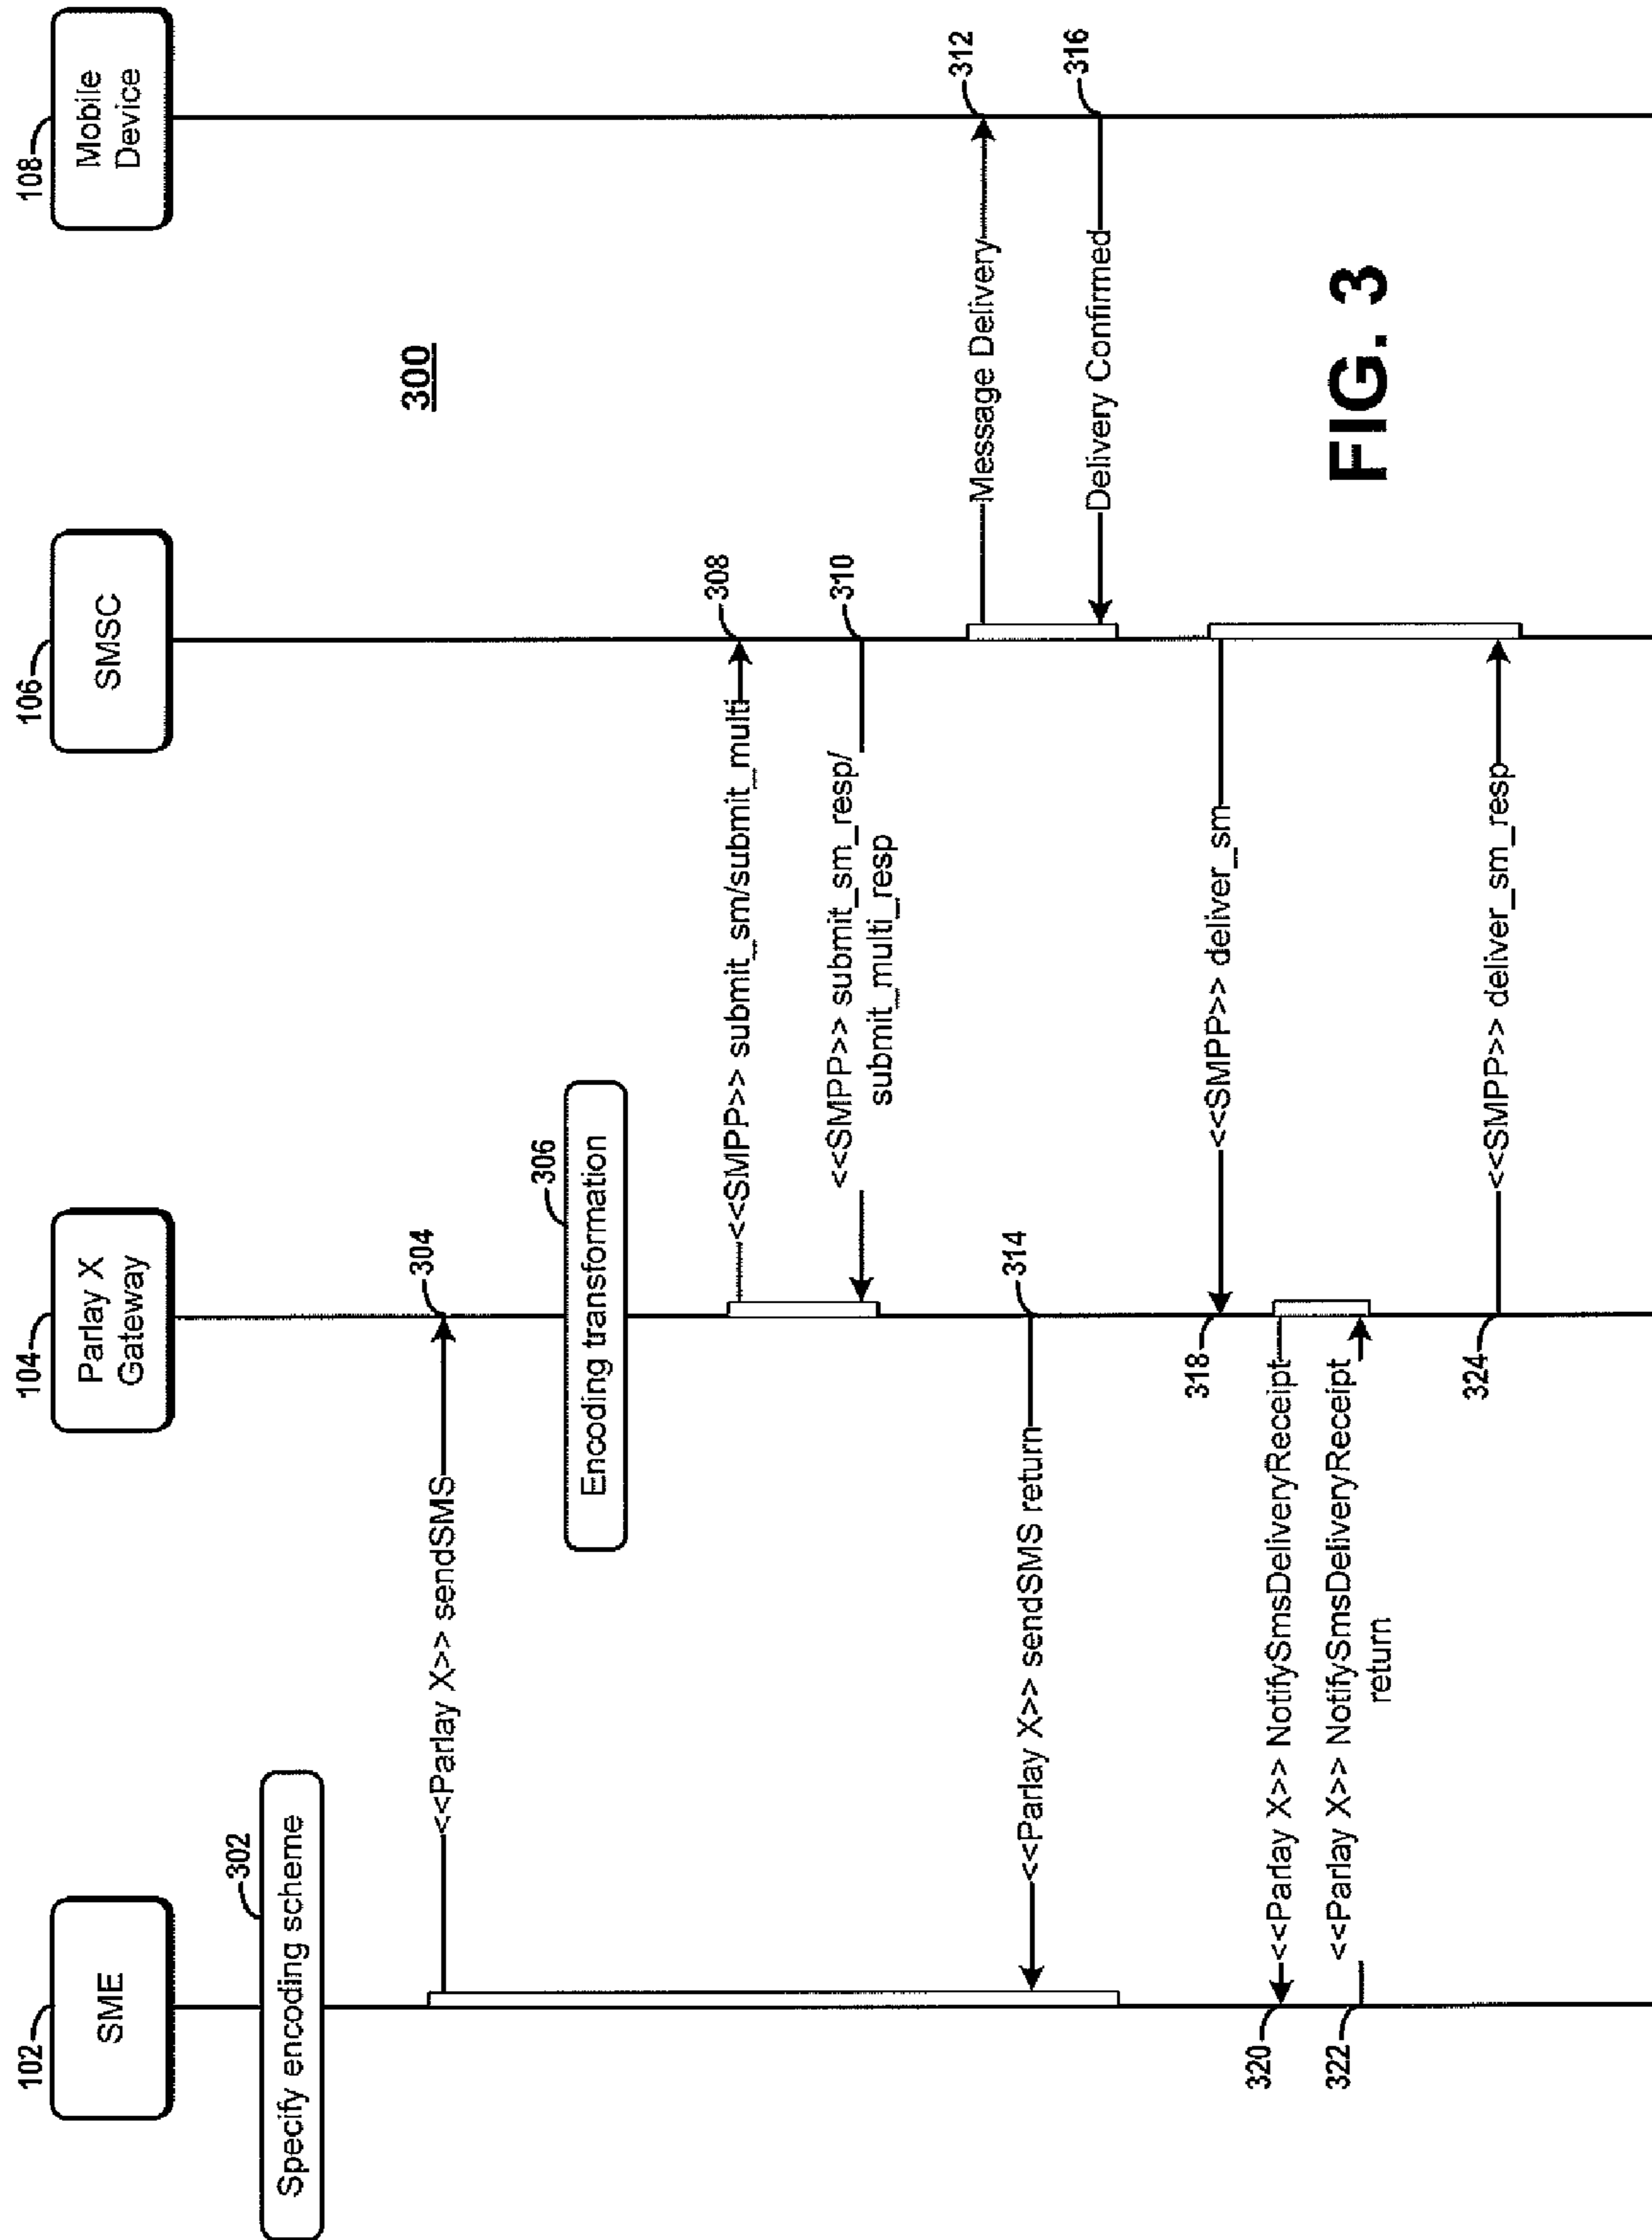 102
SME
104
Parlay X
Gateway
106
SMSC
108
Mobile
Device
302
Specify encoding scheme
300
<<Parlay X>> sendSMS
304
306
Encoding transformation
<<SMPP>> submit_sm/submit_multi
308
<<SMPP>> submit_sm_resp/
submit_multi_resp
310
Message Delivery
312
<<Parlay X>> sendSMS return
314
Delivery Confirmed
316
318
<<SMPP>> deliver_sm
320
<<Parlay X>> NotifySmsDeliveryReceipt
322
<<Parlay X>> NotifySmsDeliveryReceipt
return
324
<<SMPP>> deliver_sm_resp
FIG. 3